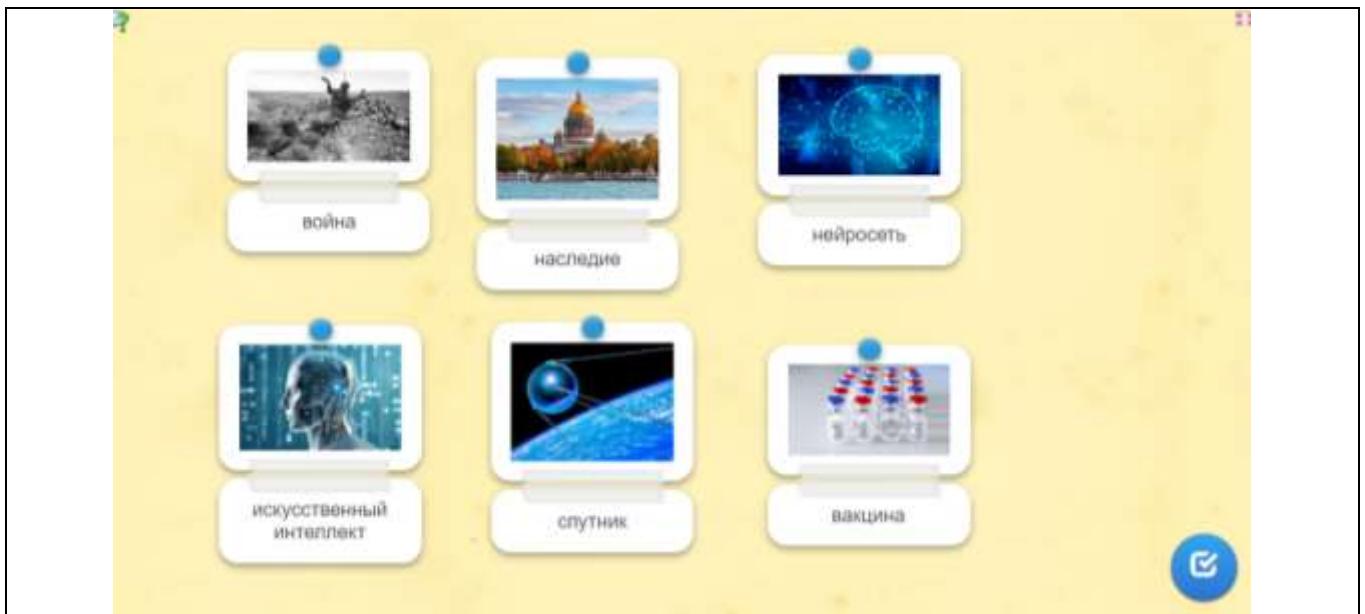 война
наследие
нейросеть
искусственный
интеллект
спутник
вакцина